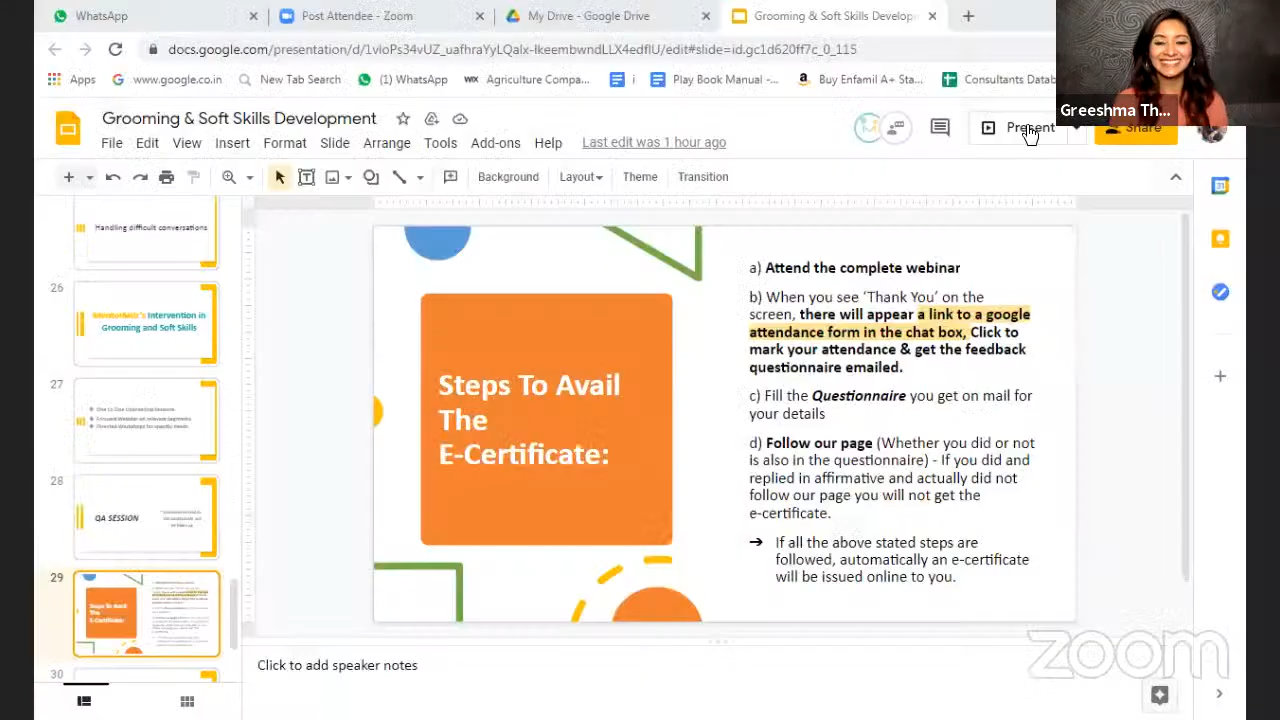 WhatsApp
Post Attendee - Zoom
My Drive - Google Drive
Grooming & Soft Skills Develop
docs.google.com/presentation/d/1vIoPs34vUZ_uafhraYyLQaIx-IkeembwndLLX4edfIU/edit#slide=id.gc1d620ff7c_0_115
Apps
www.google.co.in
New Tab Search
(1) WhatsApp
Agriculture Compa...
i
Play Book Manual -...
Buy Enfamil A+ Sta...
Consultants Datab
Greeshma Th...
Grooming & Soft Skills Development
Present
Share
File Edit View Insert Format Slide Arrange Tools Add-ons Help
Last edit was 1 hour ago
Background Layout Theme Transition
Handling difficult conversations
26
Intervention in
Grooming and Soft Skills
27
28
QA SESSION
29
Steps To Avail
The
E-Certificate:
30
Steps To Avail
The
E-Certificate:
a) Attend the complete webinar
b) When you see ‘Thank You’ on the
screen, there will appear a link to a google
attendance form in the chat box, Click to
mark your attendance & get the feedback
questionnaire emailed.
c) Fill the Questionnaire you get on mail for
your details
d) Follow our page (Whether you did or not
is also in the questionnaire) - If you did and
replied in affirmative and actually did not
follow our page you will not get the
e-certificate.
➔ If all the above stated steps are
followed, automatically an e-certificate
will be issued online to you.
Click to add speaker notes
zoom